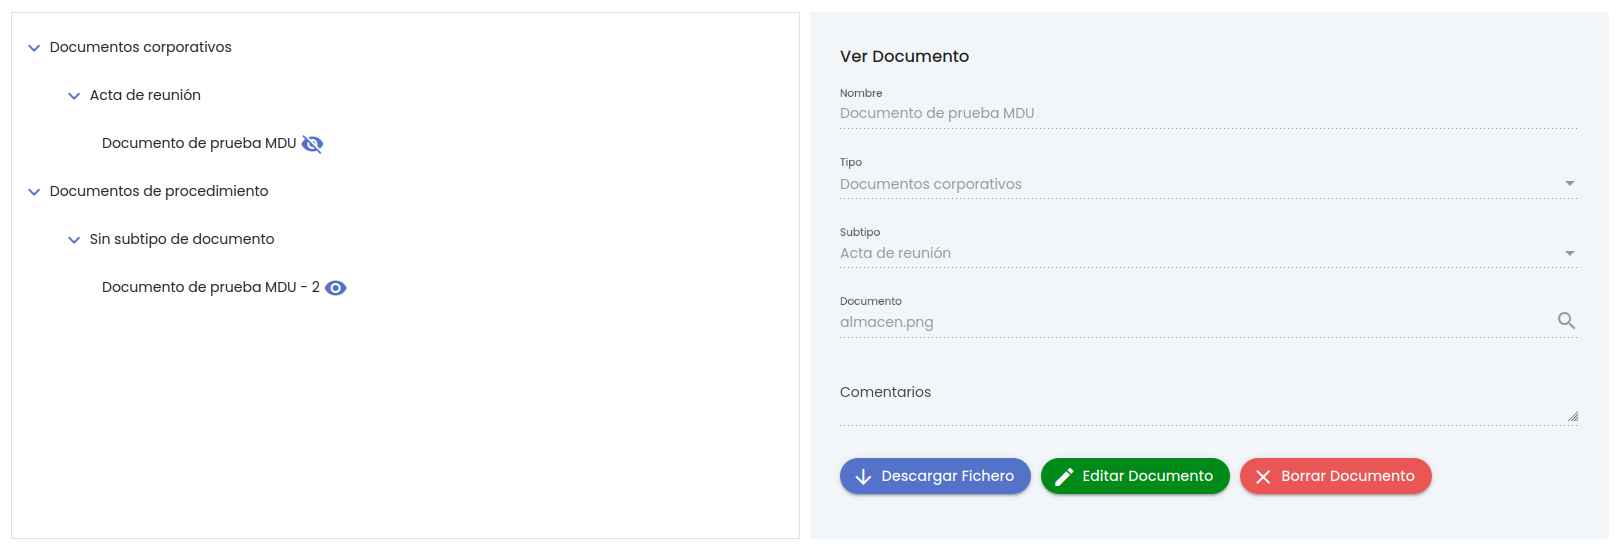 Documentos corporativos
Acta de reunión
Documento de prueba MDU
Documentos de procedimiento
Sin subtipo de documento
Documento de prueba MDU - 2
Ver Documento
Nombre
Documento de prueba MDU
Tipo
Documentos corporativos
Subtipo
Acta de reunión
Documento
almacen.png
Comentarios
Descargar Fichero
Editar Documento
Borrar Documento